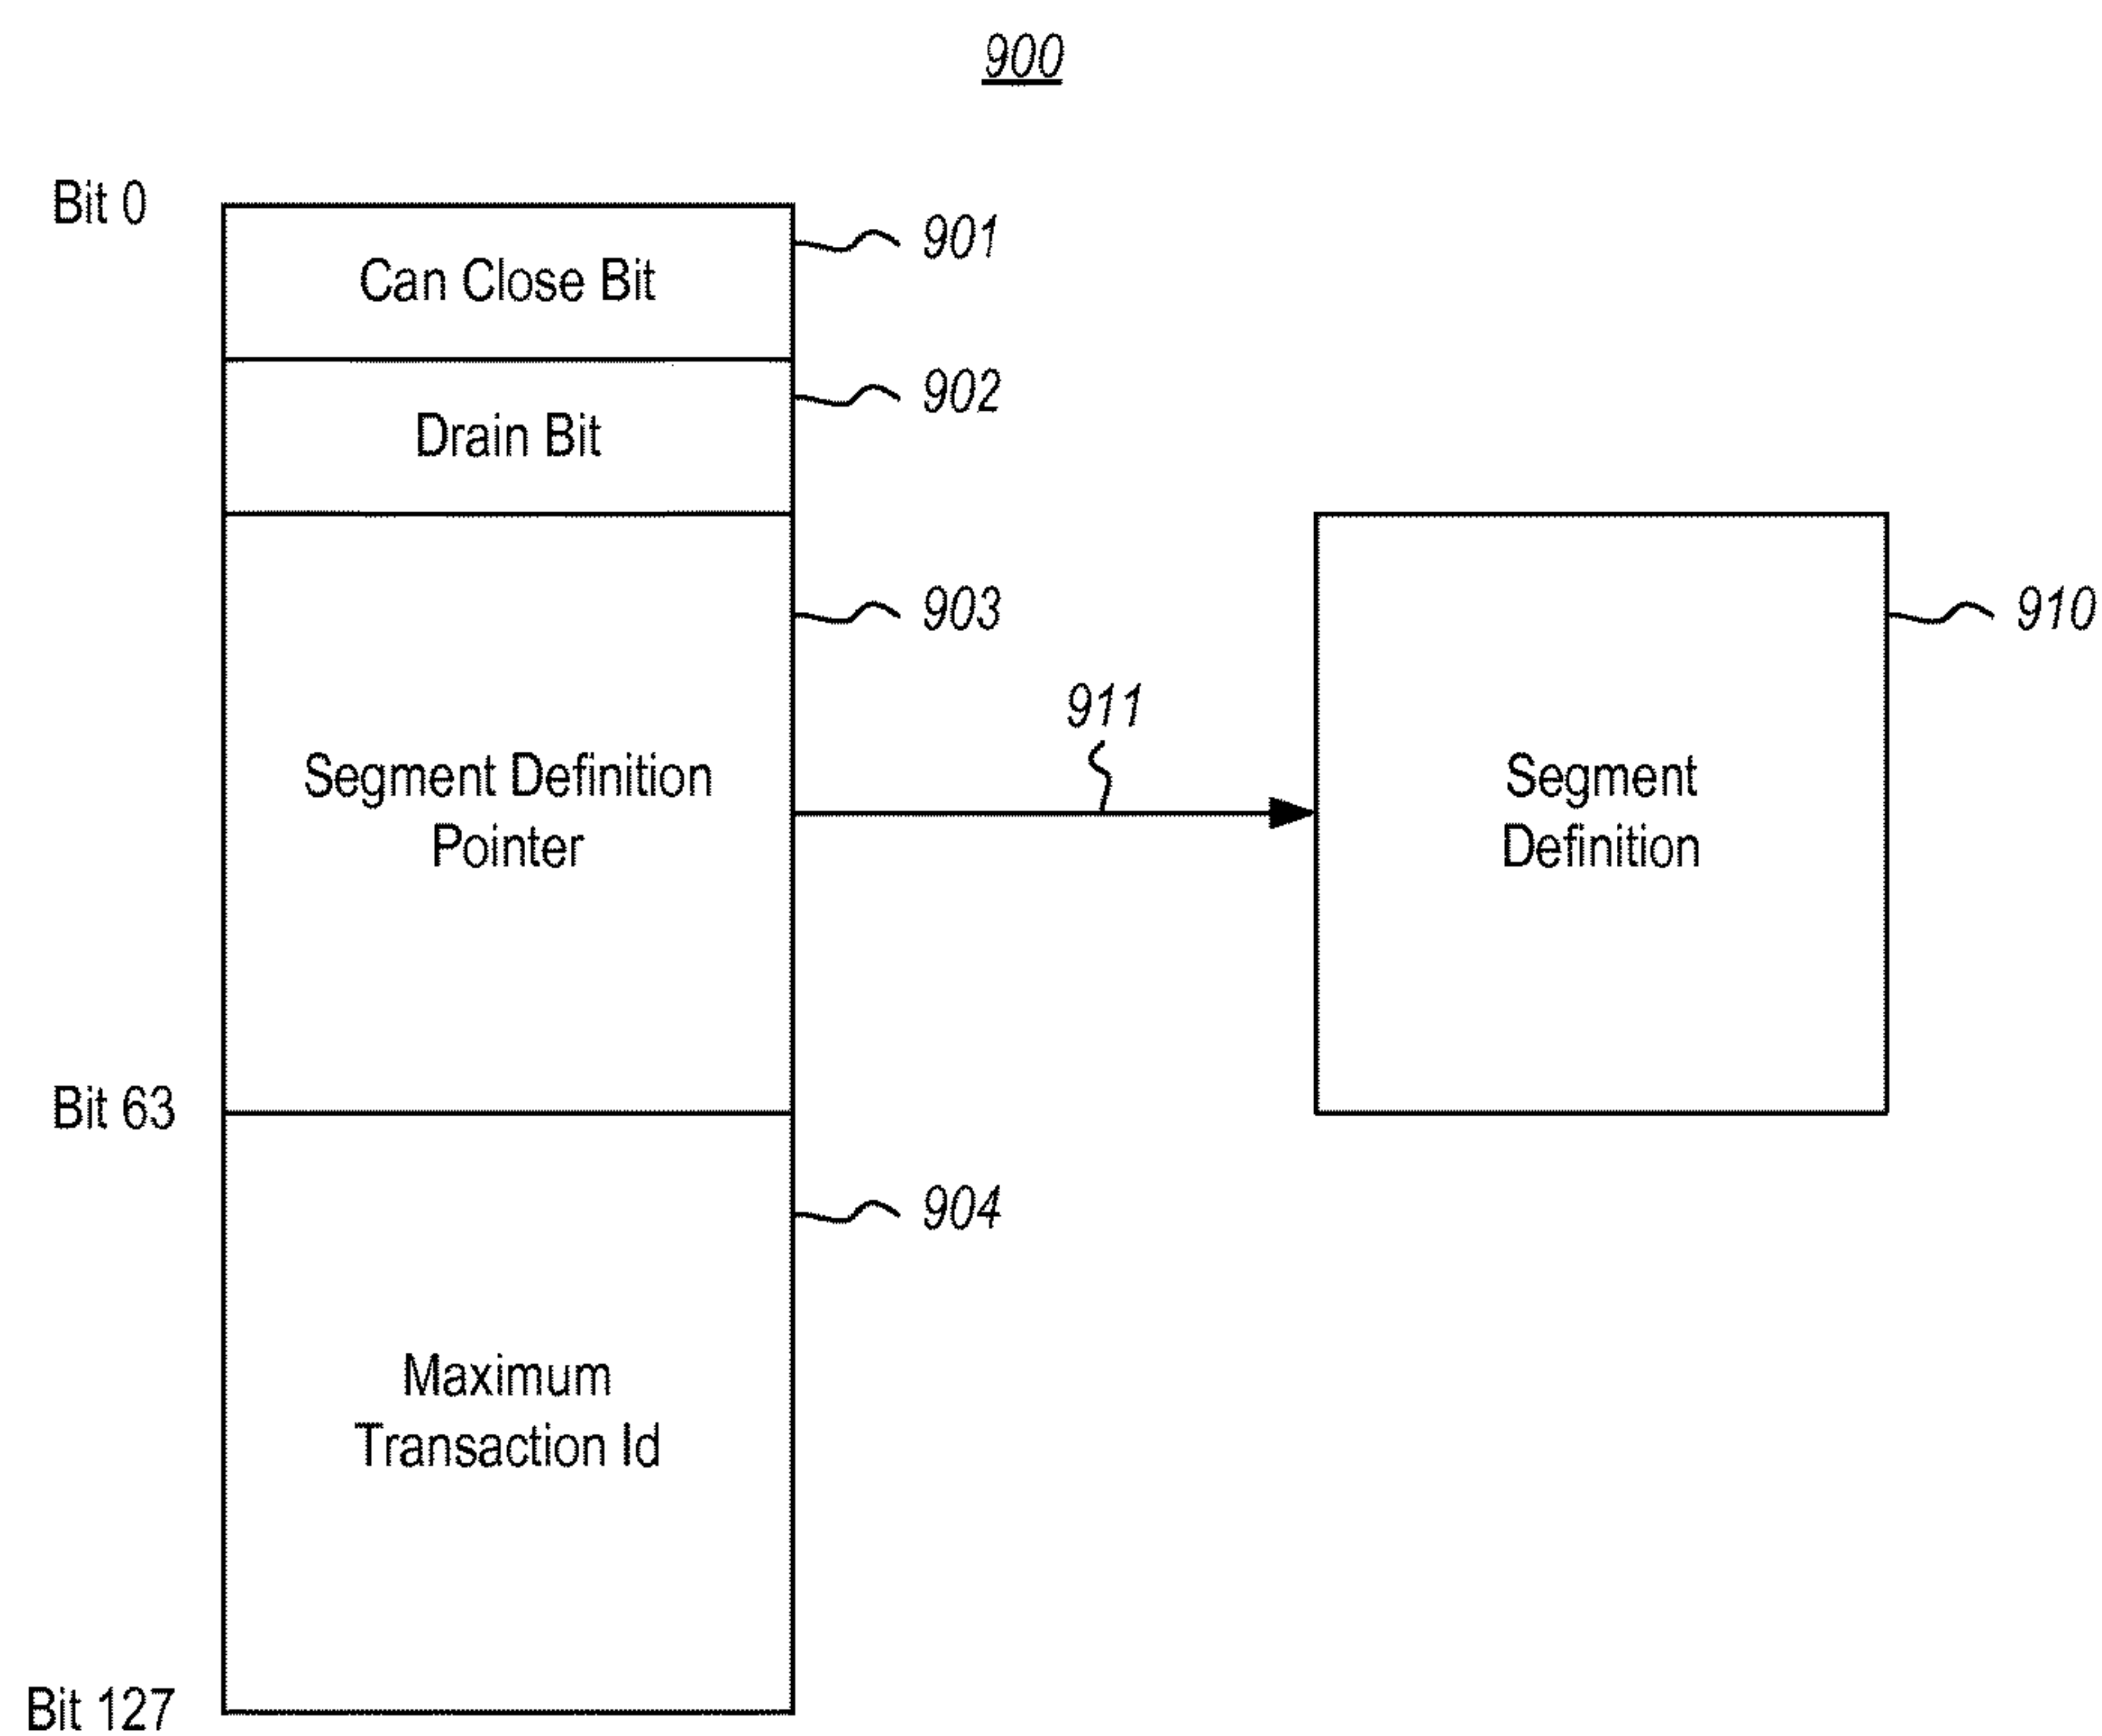 900
Bit 0
901
Can Close Bit
902
Drain Bit
903
910
911
Segment Definition
Pointer
Segment
Definition
Bit 63
904
Maximum
Transaction Id
Bit 127